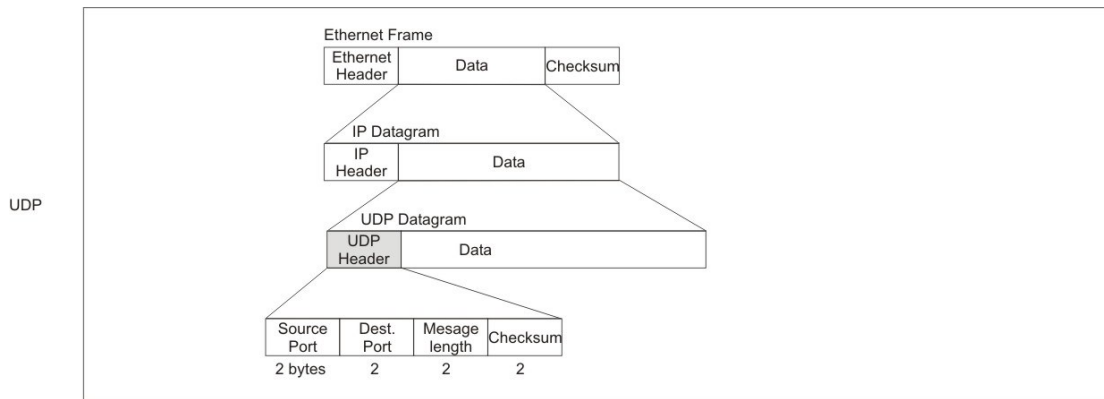 Ethernet Frame
Ethernet
Header
Data
Checksum
IP Datagram
IP
Header
Data
UDP
UDP Datagram
UDP
Header
Data
Source
Port
Dest.
Port
Mesage
length
Checksum
2 bytes
2
2
2